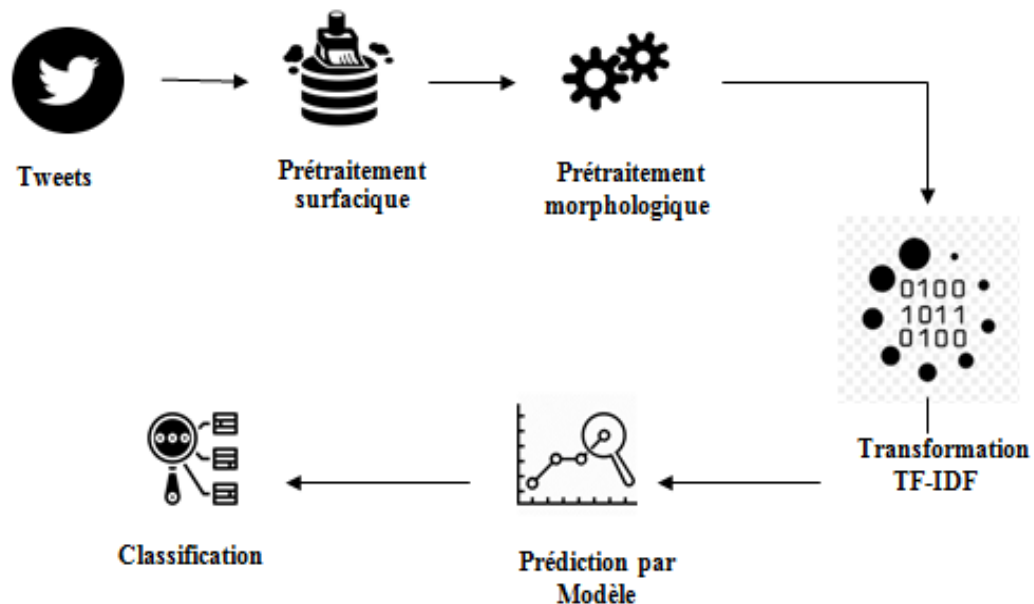 Tweets
Prétraitement
surfacique
Prétraitement
morphologique
0100
1011
0100
Transformation
TF-IDF
Prédiction par
Modèle
Classification